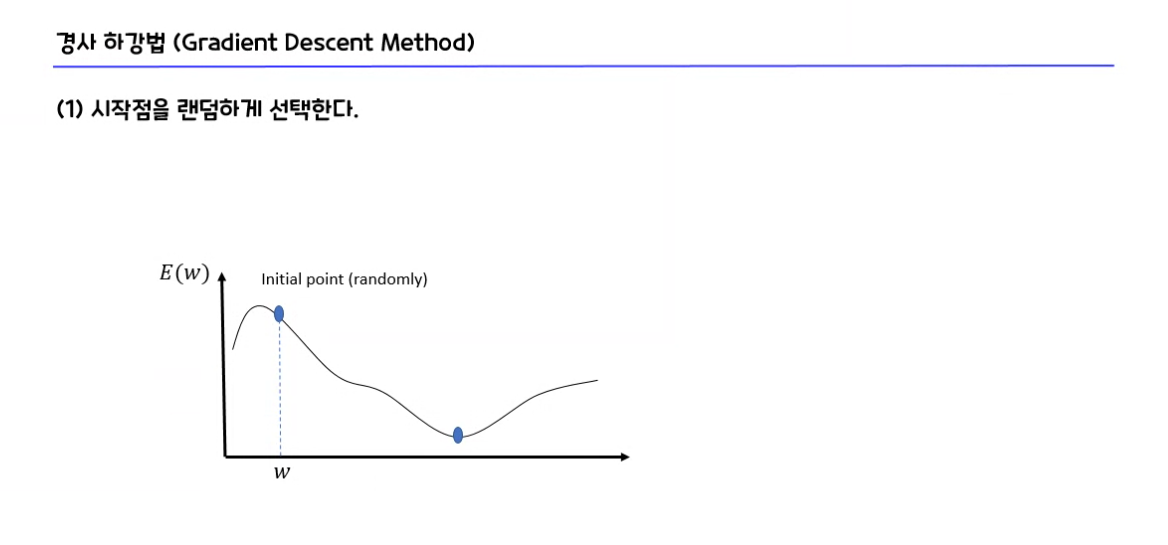 경사 하강법 (Gradient Descent Method)
(1) 시작점을 랜덤하게 선택한다.
E(w)
Initial point (randomly)
w